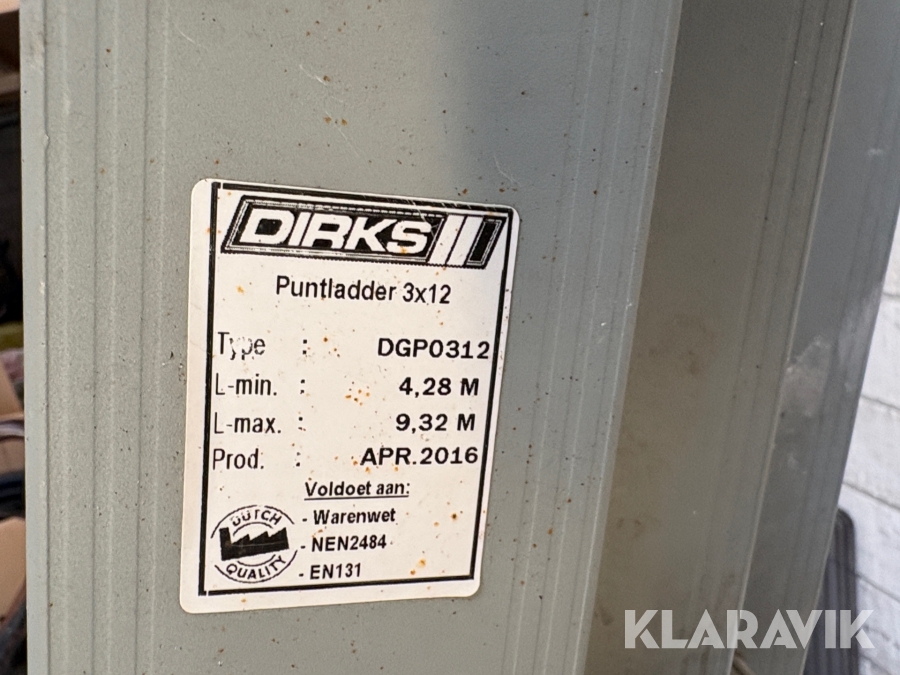 DIRKS
Puntladder 3x12
Type : DGP0312
L-min. : 4,28 M
L-max. : 9,32 M
Prod. : APR.2016
Voldoet aan:
- Warenwet
- NEN2484
- EN131
DUTCH
QUALITY
KLARAVIK